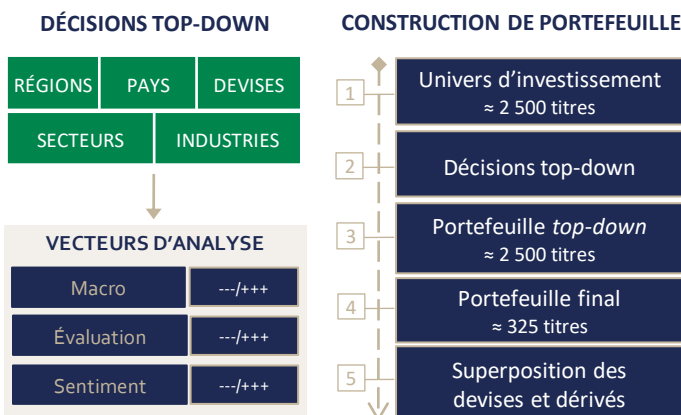 DÉCISIONS TOP-DOWN
RÉGIONS
PAYS
DEVISES
SECTEURS
INDUSTRIES
VECTEURS D'ANALYSE
Macro
---/+++
Évaluation
---/+++
Sentiment
---/+++
CONSTRUCTION DE PORTEFEUILLE
1
Univers d'investissement
≈ 2 500 titres
2
Décisions top-down
3
Portefeuille top-down
≈ 2 500 titres
4
Portefeuille final
≈ 325 titres
5
Superposition des
devises et dérivés